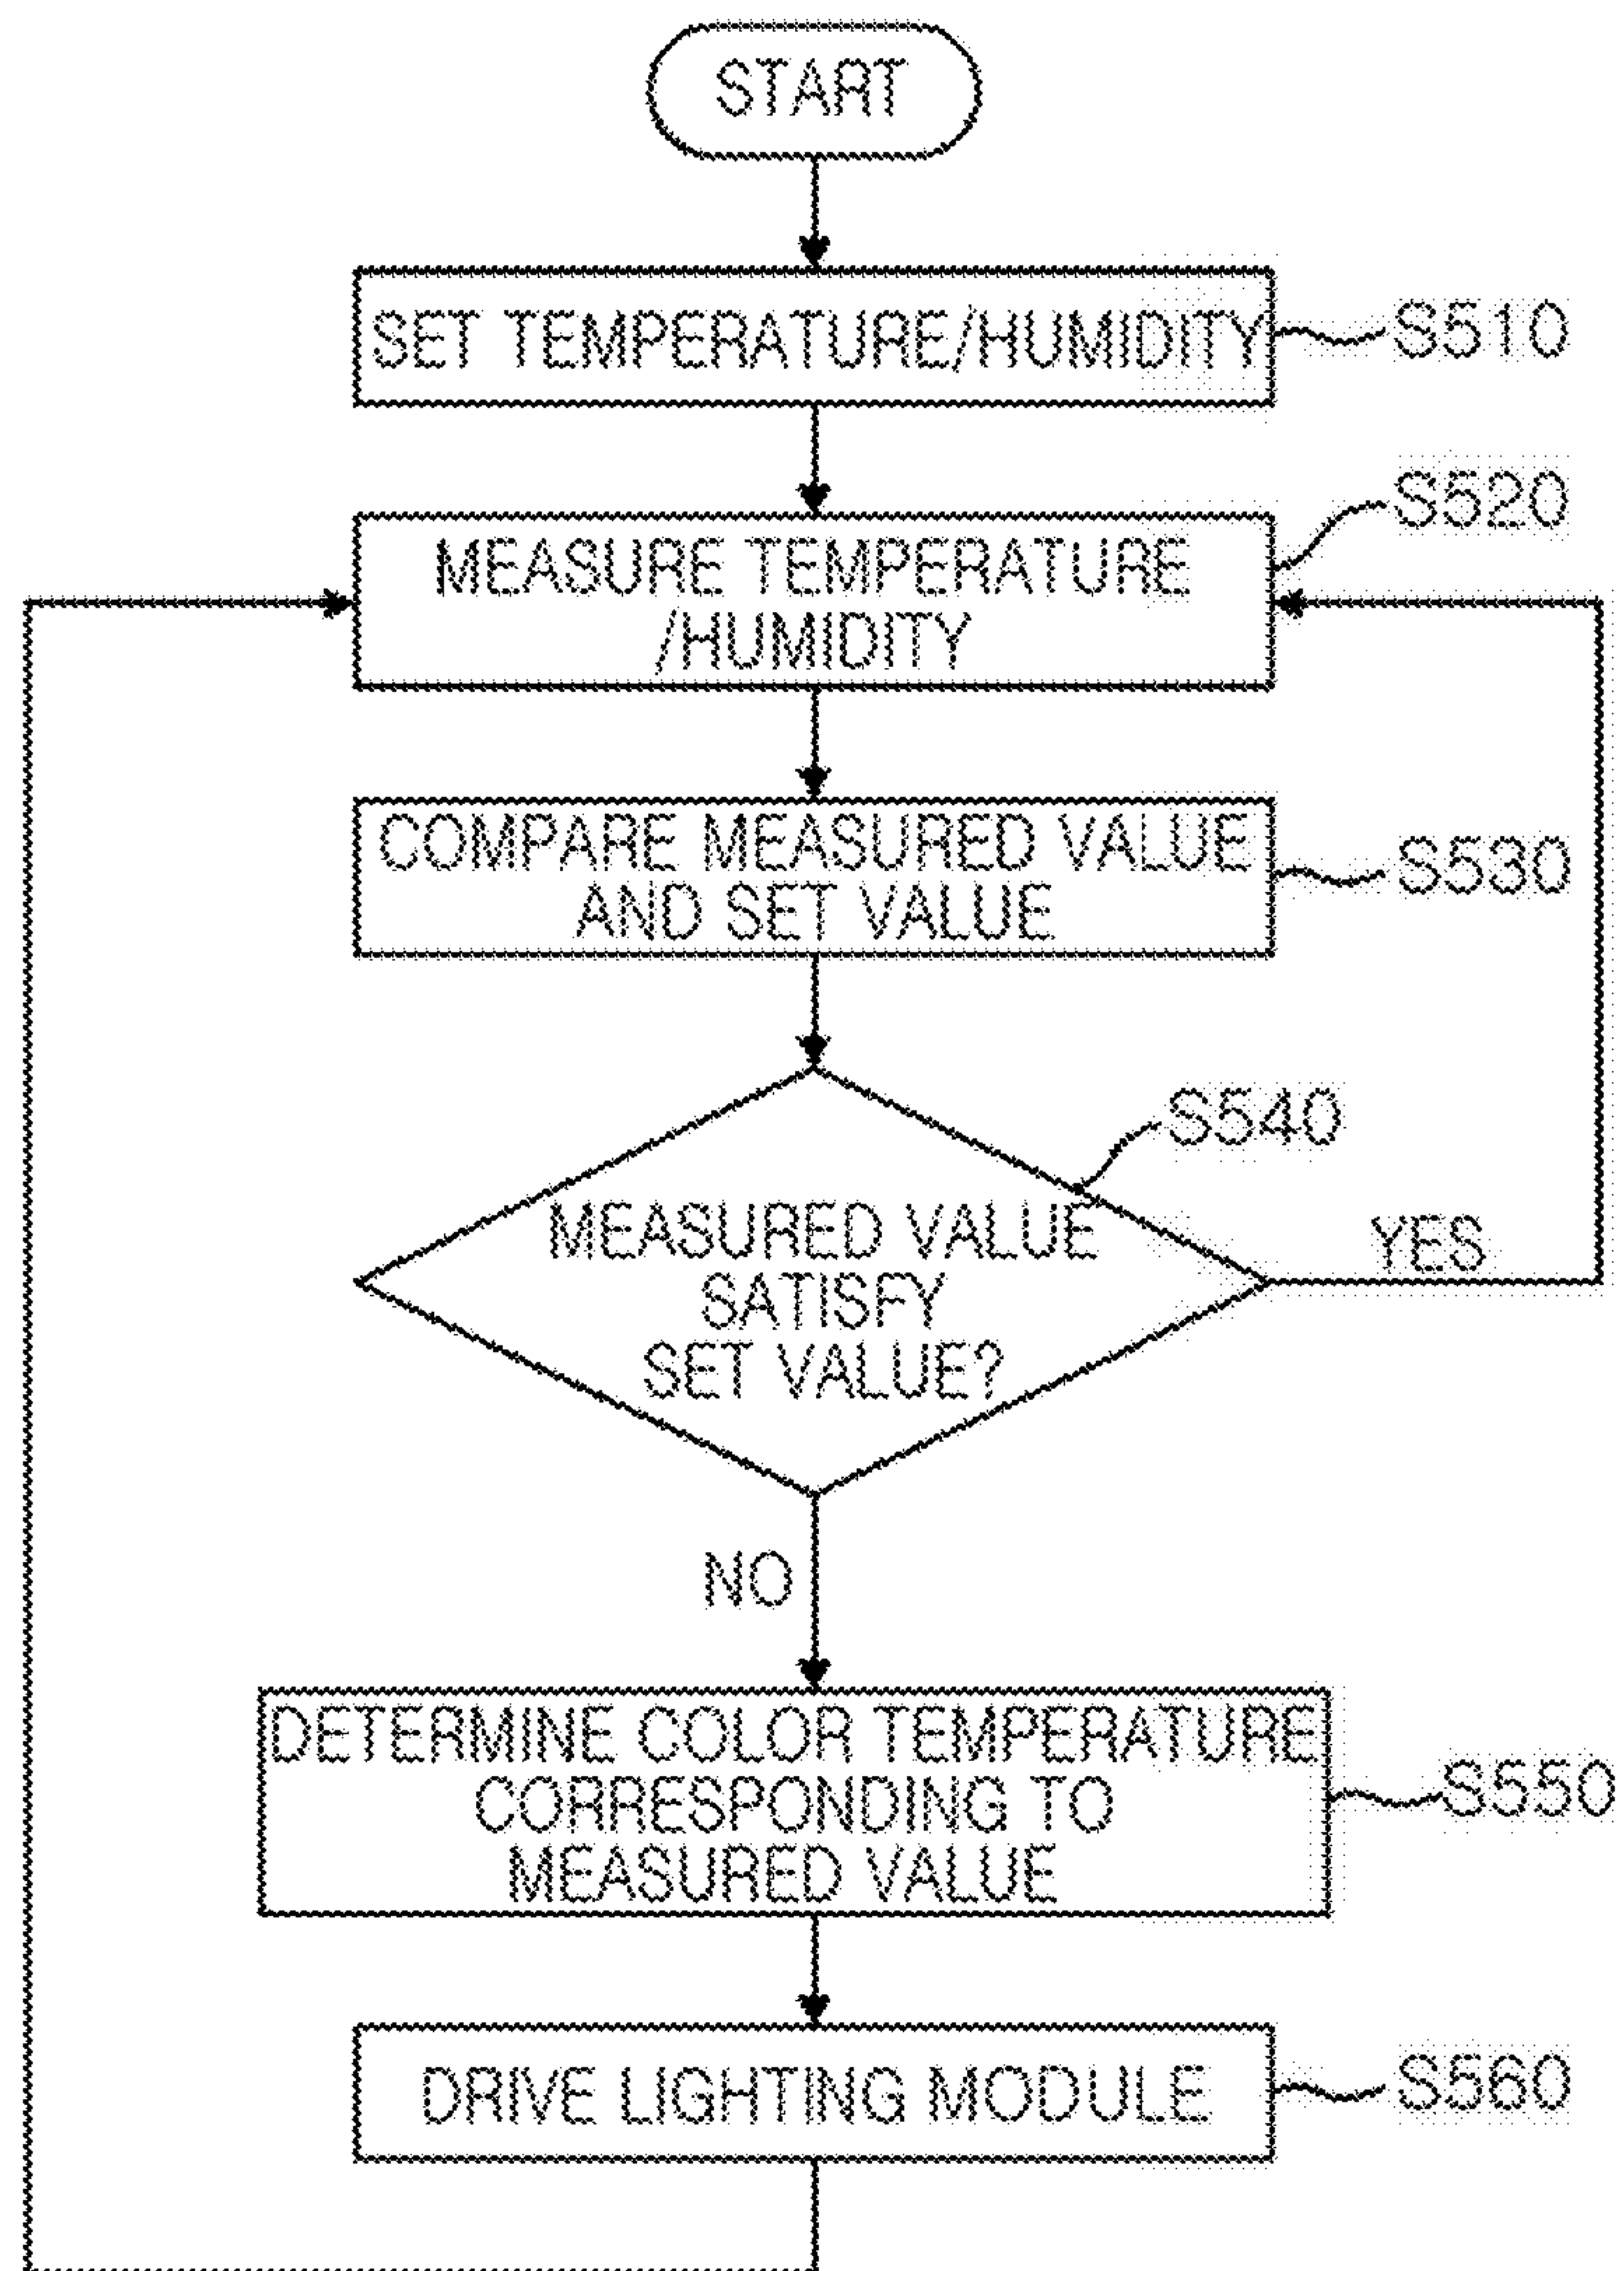 START
SET TEMPERATURE/HUMIDITY
S510
S520
MEASURE TEMPERATURE
/HUMIDITY
COMPARE MEASURED VALUE
AND SET VALUE
S530
S540
MEASURED VALUE
SATISFY
SET VALUE?
YES
NO
DETERMINE COLOR TEMPERATURE
CORRESPONDING TO
MEASURED VALUE
S550
DRIVE LIGHTING MODULE
S560